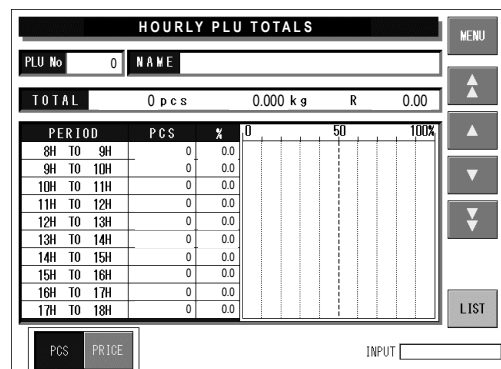 HOURLY PLU TOTALS
MENU
PLU No 0 NAME
TOTAL 0 pcs 0.000 kg R 0.00
PERIOD PCS % 0 50 100%
8H TO 9H 0 0.0
9H TO 10H 0 0.0
10H TO 11H 0 0.0
11H TO 12H 0 0.0
12H TO 13H 0 0.0
13H TO 14H 0 0.0
14H TO 15H 0 0.0
15H TO 16H 0 0.0
16H TO 17H 0 0.0
17H TO 18H 0 0.0
LIST
PCS PRICE INPUT